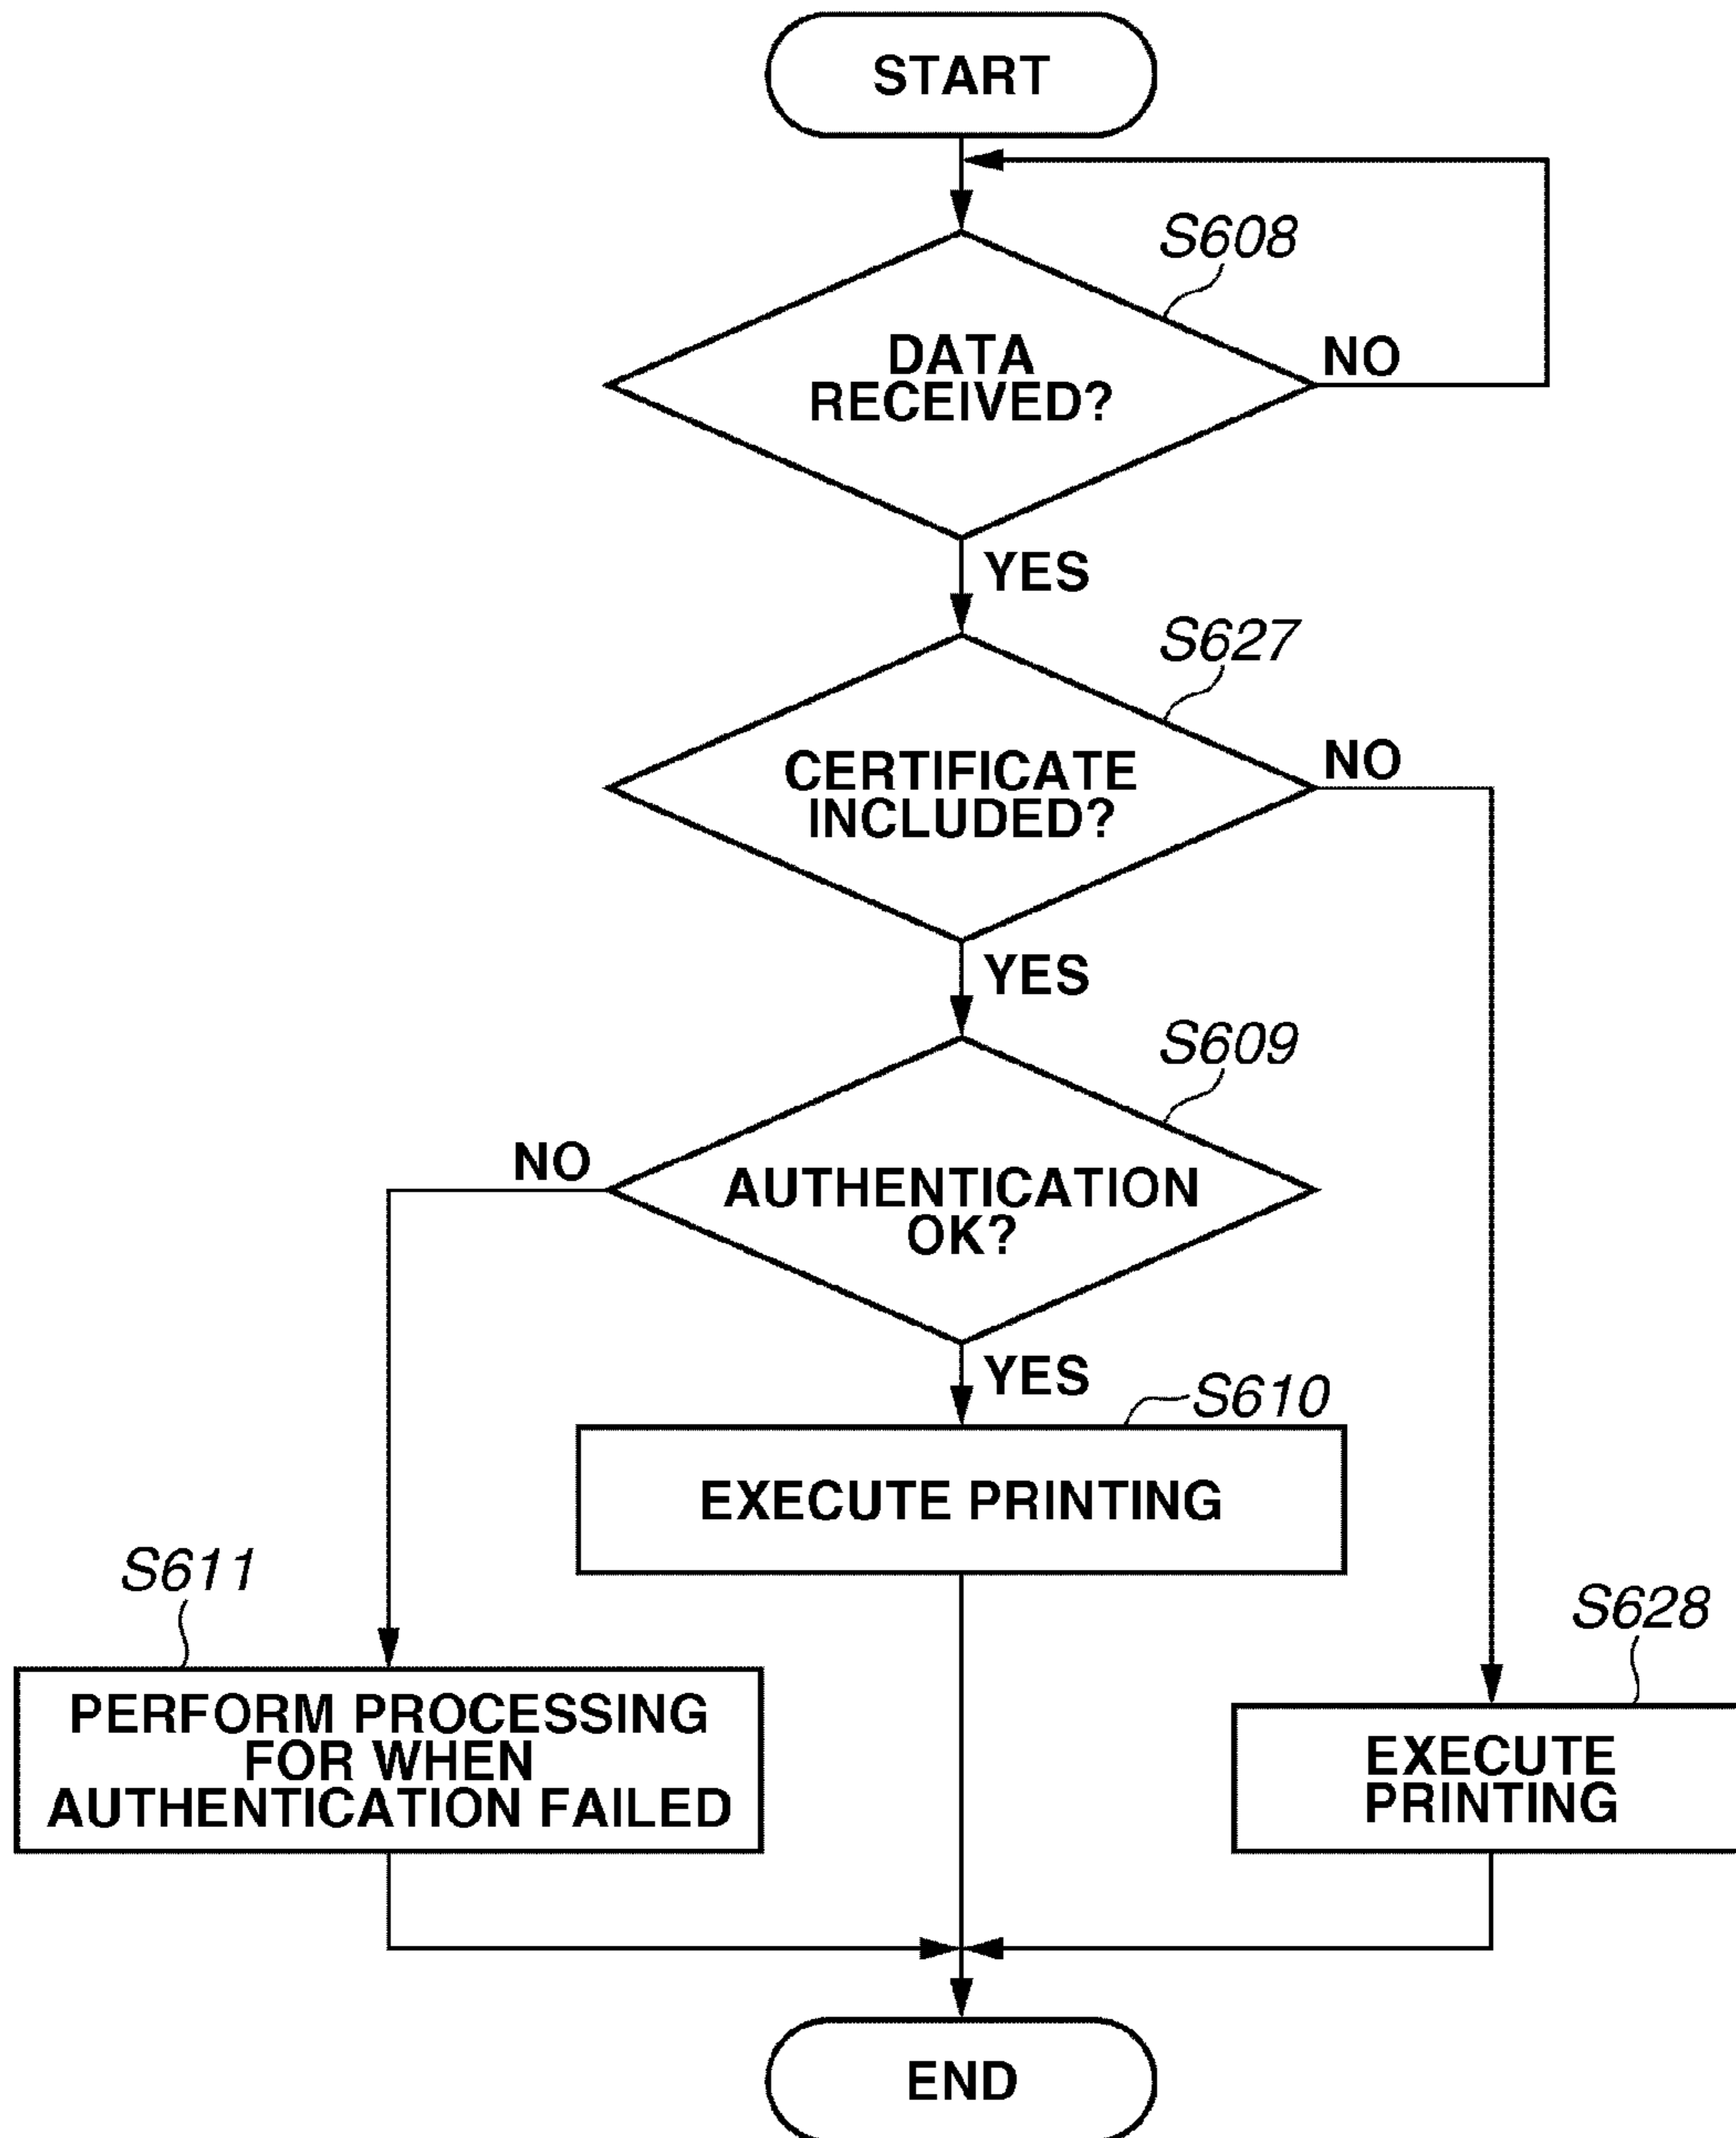 START
S608
DATA
RECEIVED?
NO
YES
S627
CERTIFICATE
INCLUDED?
NO
YES
S609
NO
AUTHENTICATION
OK?
YES
S610
EXECUTE PRINTING
S611
PERFORM PROCESSING
FOR WHEN
AUTHENTICATION FAILED
S628
EXECUTE
PRINTING
END